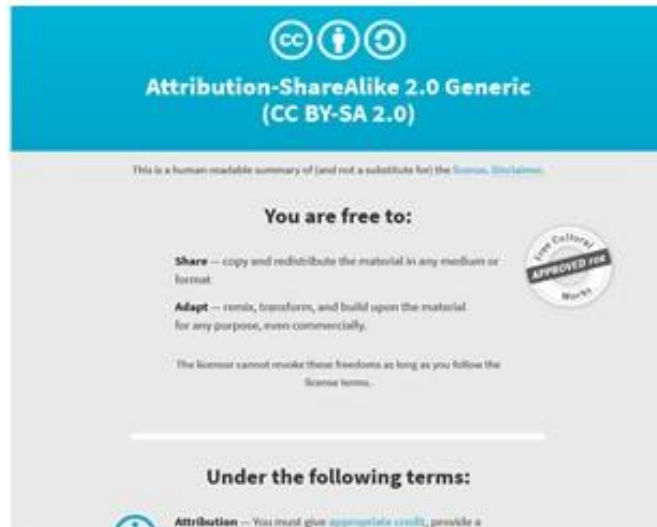 cc
Attribution-ShareAlike 2.0 Generic
(CC BY-SA 2.0)
This is a human-readable summary of (and not a substitute for) the license. Disclaimer.
You are free to:
Share — copy and redistribute the material in any medium or
format
Adapt — remix, transform, and build upon the material
for any purpose, even commercially.
Free Cultural
APPROVED FOR
Works
The licensor cannot revoke these freedoms as long as you follow the
license terms.
Under the following terms:
Attribution — You must give appropriate credit, provide a